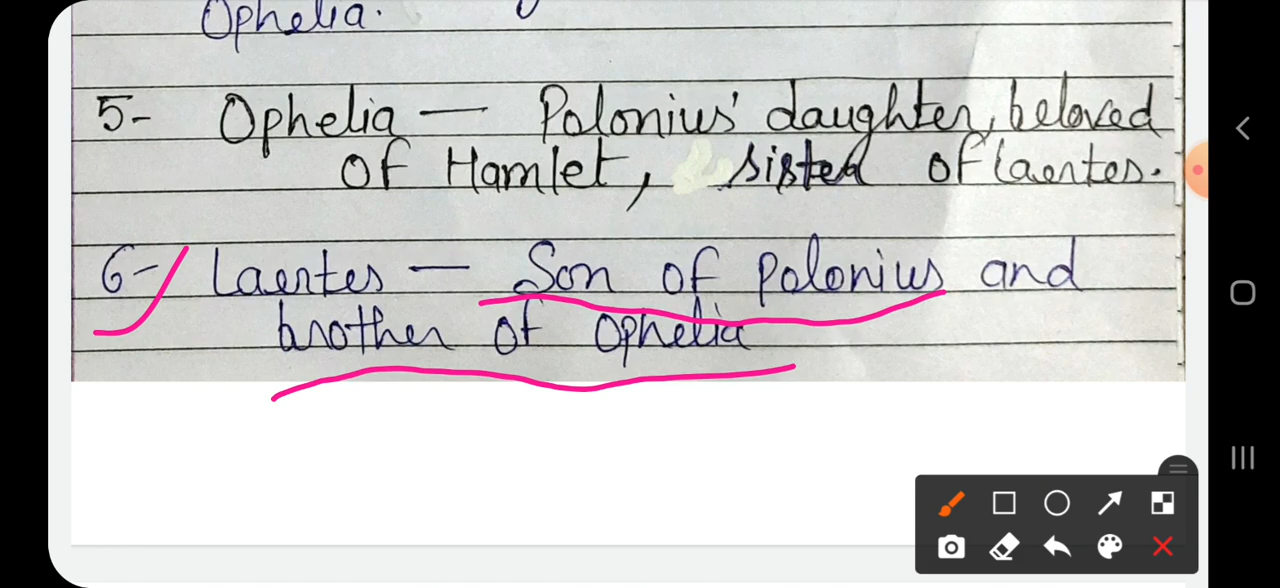 Ophelia.
5- Ophelia — Polonius' daughter, beloved
of Hamlet, sister of Laertes.
6- Laertes — Son of Polonius and
brother of Ophelia